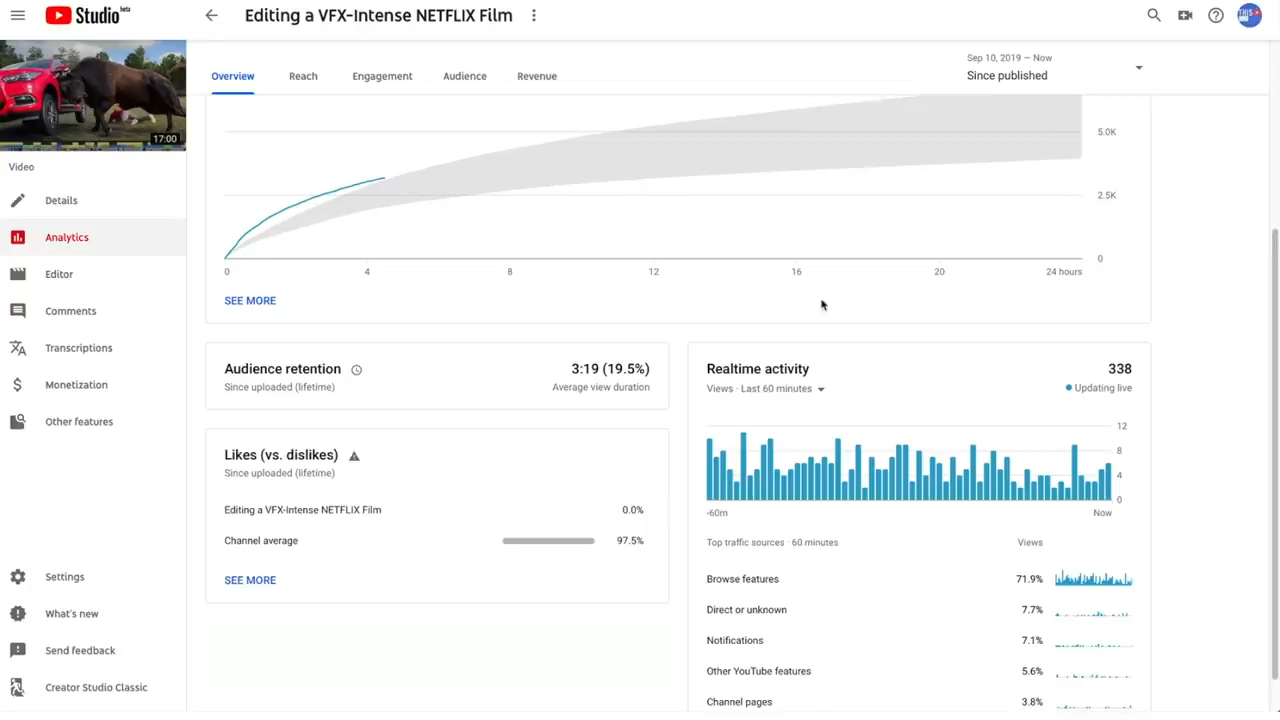 Studio beta
Editing a VFX-Intense NETFLIX Film
THIS
17:00
Overview
Reach
Engagement
Audience
Revenue
Sep 10, 2019 — Now
Since published
Video
Details
Analytics
Editor
Comments
Transcriptions
Monetization
Other features
Settings
What's new
Send feedback
Creator Studio Classic
5.0K
2.5K
0
0 4 8 12 16 20 24 hours
SEE MORE
Audience retention 3:19 (19.5%)
Since uploaded (lifetime) Average view duration
Likes (vs. dislikes)
Since uploaded (lifetime)
Editing a VFX-Intense NETFLIX Film 0.0%
Channel average 97.5%
SEE MORE
Realtime activity 338
Views · Last 60 minutes Updating live
12
8
4
0
-60m Now
Top traffic sources · 60 minutes Views
Browse features 71.9%
Direct or unknown 7.7%
Notifications 7.1%
Other YouTube features 5.6%
Channel pages 3.8%